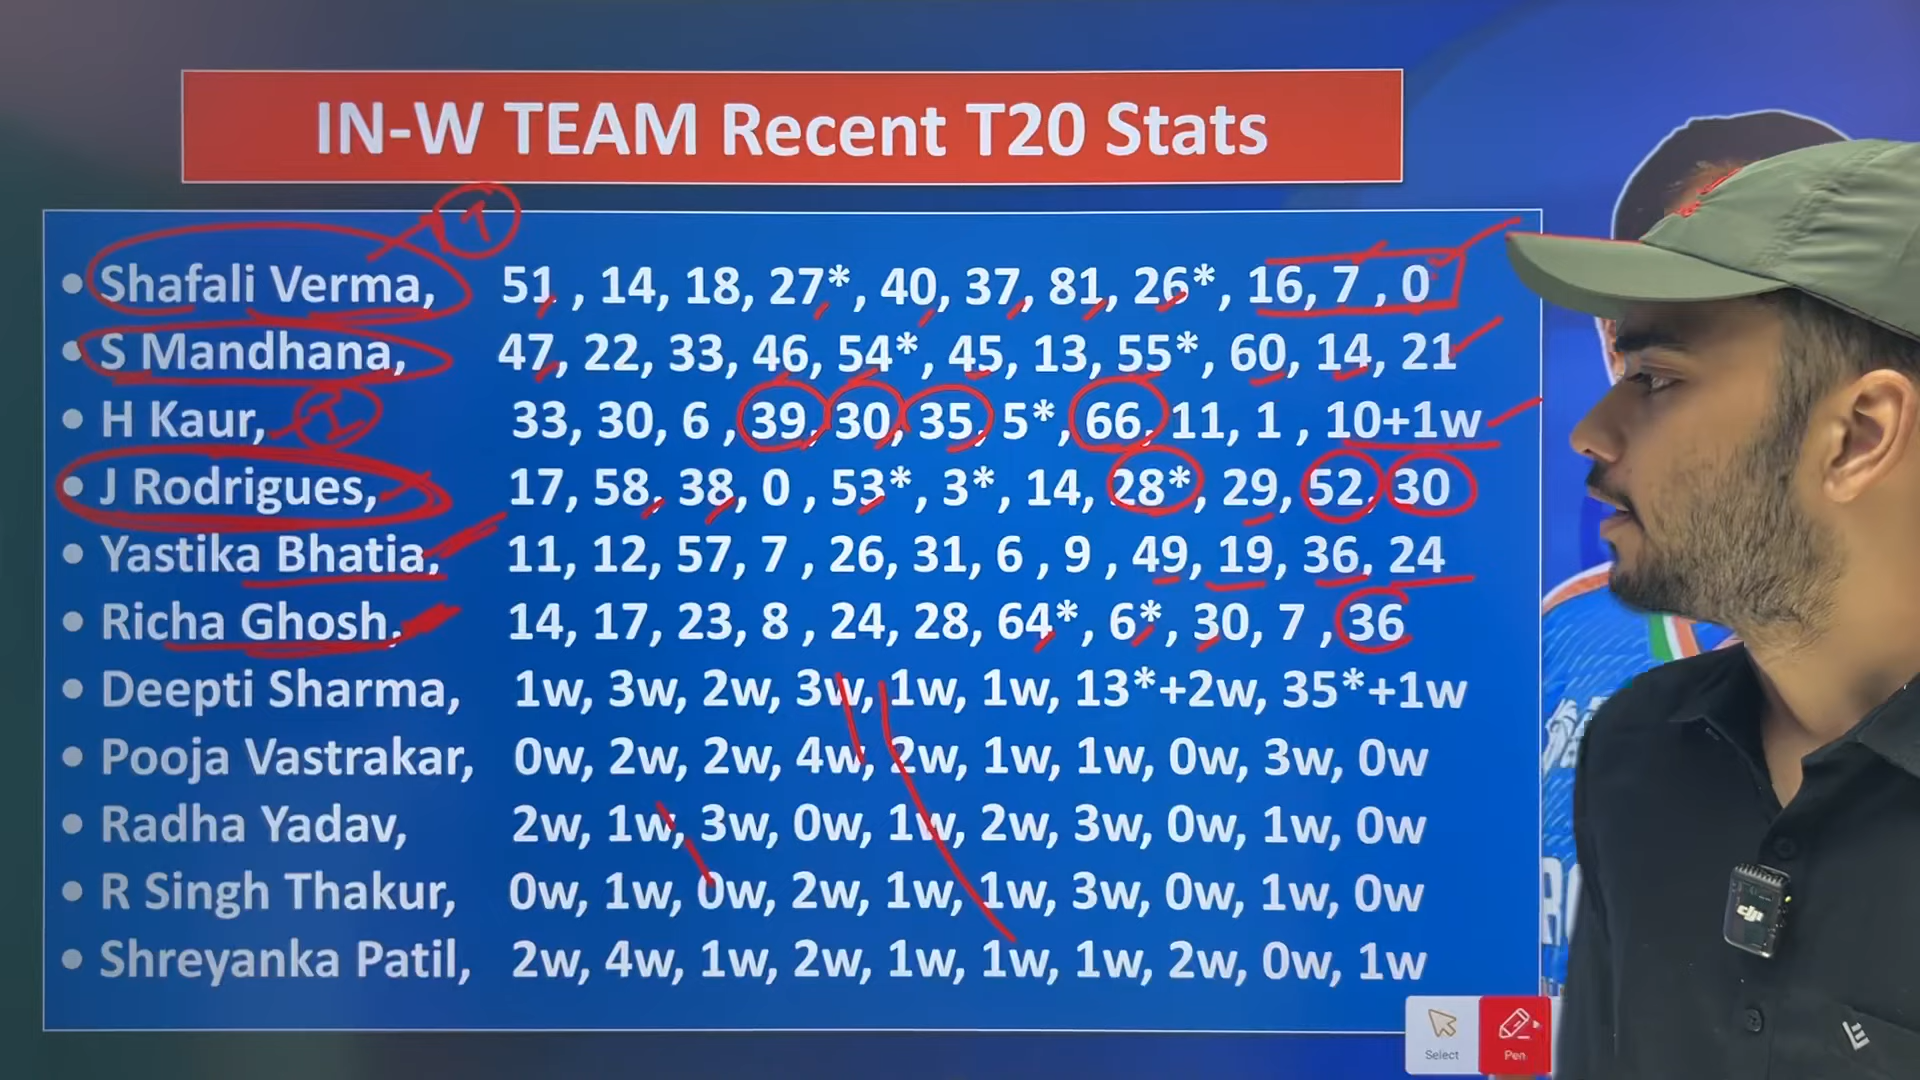 IN-W TEAM Recent T20 Stats
• Shafali Verma, 51 , 14, 18, 27*, 40, 37, 81, 26*, 16, 7 , 0
• S Mandhana, 47, 22, 33, 46, 54*, 45, 13, 55*, 60, 14, 21
• H Kaur, 33, 30, 6 , 39, 30, 35, 5*, 66, 11, 1 , 10+1w
• J Rodrigues, 17, 58, 38, 0 , 53*, 3*, 14, 28*, 29, 52, 30
• Yastika Bhatia, 11, 12, 57, 7 , 26, 31, 6 , 9 , 49, 19, 36, 24
• Richa Ghosh, 14, 17, 23, 8 , 24, 28, 64*, 6*, 30, 7 , 36
• Deepti Sharma, 1w, 3w, 2w, 3w, 1w, 1w, 13*+2w, 35*+1w
• Pooja Vastrakar, 0w, 2w, 2w, 4w, 2w, 1w, 1w, 0w, 3w, 0w
• Radha Yadav, 2w, 1w, 3w, 0w, 1w, 2w, 3w, 0w, 1w, 0w
• R Singh Thakur, 0w, 1w, 0w, 2w, 1w, 1w, 3w, 0w, 1w, 0w
• Shreyanka Patil, 2w, 4w, 1w, 2w, 1w, 1w, 1w, 2w, 0w, 1w
dji
Select
Pen